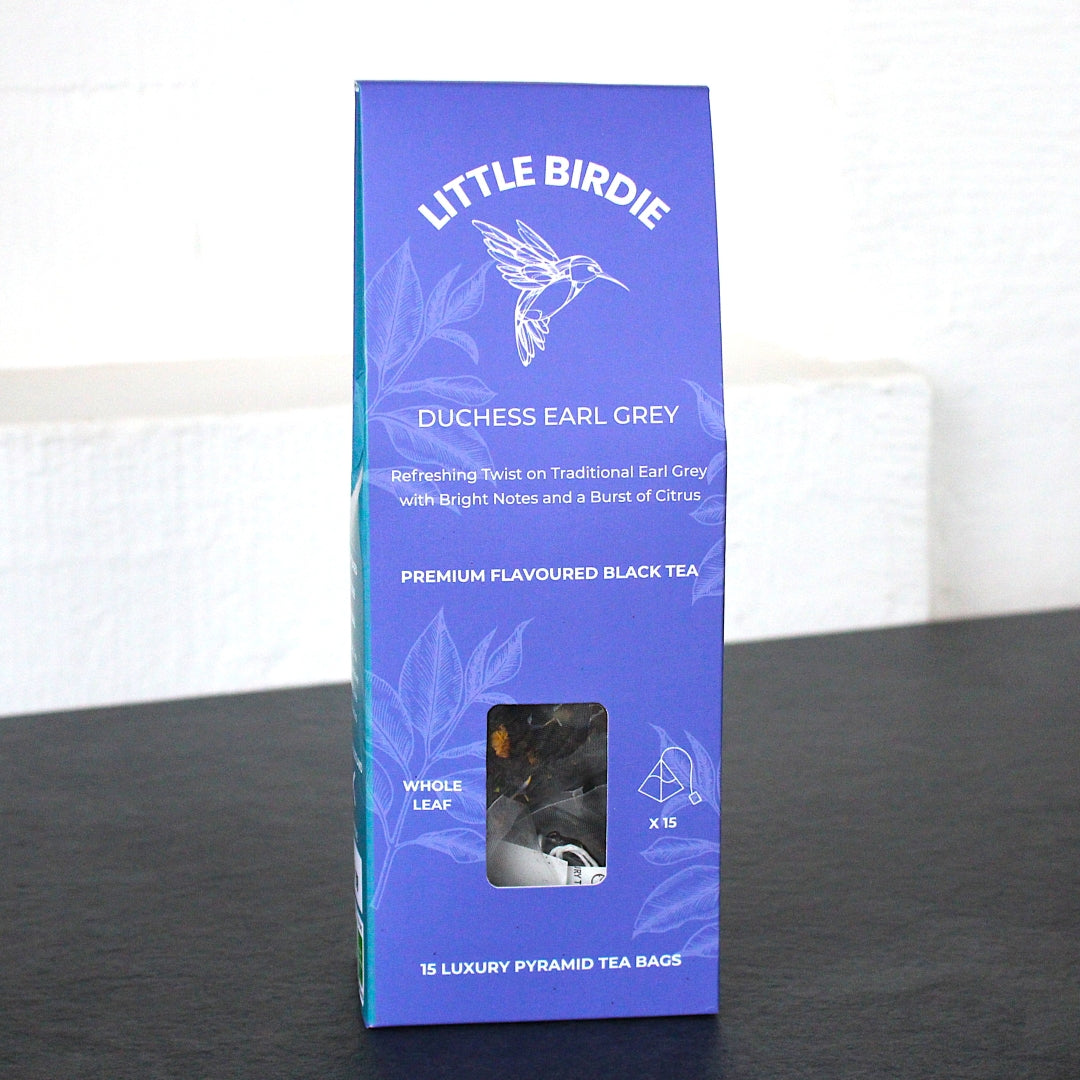 LITTLE BIRDIE
DUCHESS EARL GREY
Refreshing Twist on Traditional Earl Grey
with Bright Notes and a Burst of Citrus
PREMIUM FLAVOURED BLACK TEA
WHOLE
LEAF
X 15
15 LUXURY PYRAMID TEA BAGS